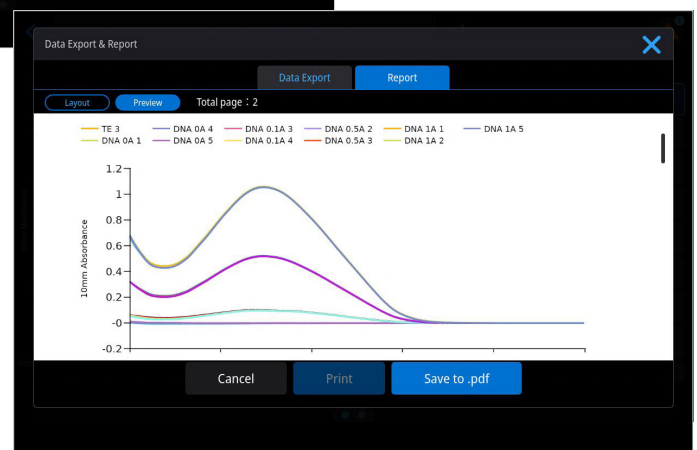 Data Export & Report
Data Export Report
Layout Preview Total page : 2
TE 3 DNA 0A 4 DNA 0.1A 3 DNA 0.5A 2 DNA 1A 1 DNA 1A 5
DNA 0A 1 DNA 0A 5 DNA 0.1A 4 DNA 0.5A 3 DNA 1A 2
10mm Absorbance
1.2
1
0.8
0.6
0.4
0.2
-0
-0.2
Cancel Print Save to .pdf